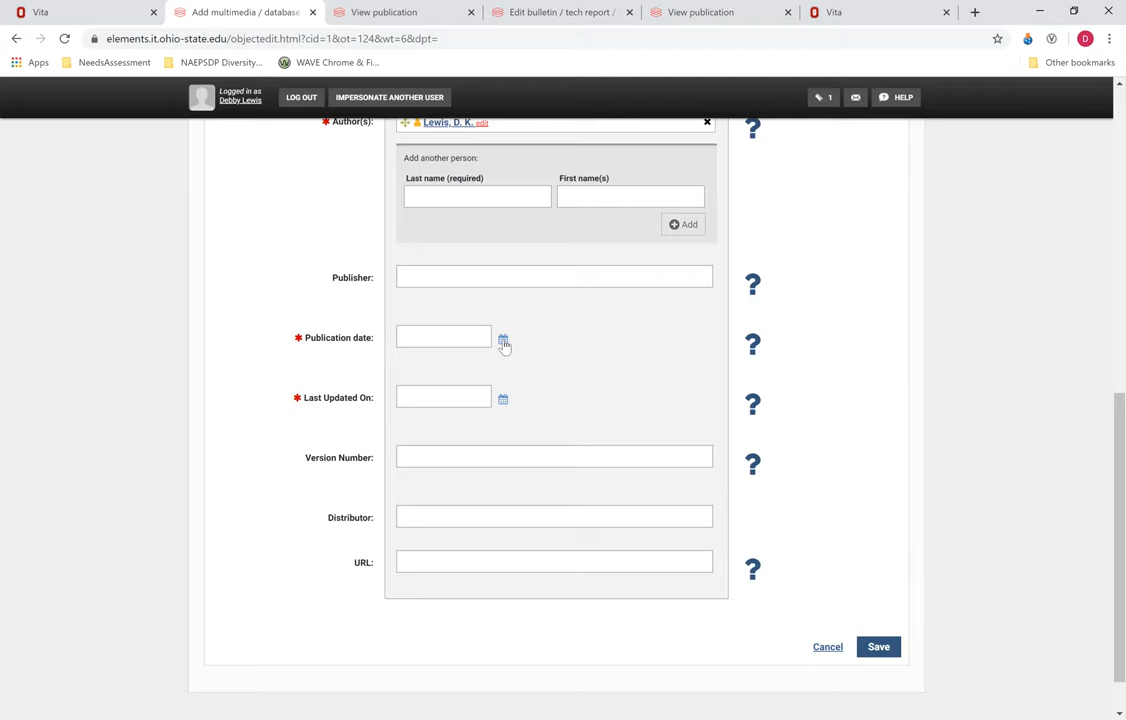 Vita
Add multimedia / database
View publication
Edit bulletin / tech report /
View publication
Vita
elements.it.ohio-state.edu/objectedit.html?cid=1&ot=124&wt=6&dpt=
D
Apps
NeedsAssessment
NAEPSDP Diversity...
WAVE Chrome & Fi...
Other bookmarks
Logged in as
Debby Lewis
LOG OUT
IMPERSONATE ANOTHER USER
1
HELP
* Author(s):
Lewis, D. K. edit
?
Add another person:
Last name (required)
First name(s)
Add
Publisher:
?
* Publication date:
?
* Last Updated On:
?
Version Number:
?
Distributor:
URL:
?
Cancel
Save